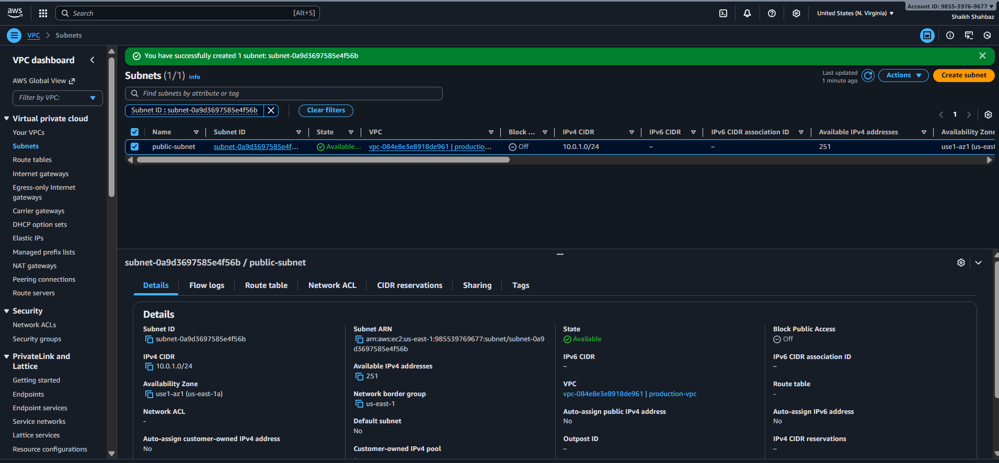 aws
Search
[Alt+S]
United States (N. Virginia)
Account ID: 9855-3976-9677
Shaikh Shahbaz
VPC
Subnets
VPC dashboard
AWS Global View
Filter by VPC:
Virtual private cloud
Your VPCs
Subnets
Route tables
Internet gateways
Egress-only Internet
gateways
Carrier gateways
DHCP option sets
Elastic IPs
Managed prefix lists
NAT gateways
Peering connections
Route servers
Security
Network ACLs
Security groups
PrivateLink and
Lattice
Getting started
Endpoints
Endpoint services
Service networks
Lattice services
Resource configurations
You have successfully created 1 subnet: subnet-0a9d3697585e4f56b
Subnets (1/1) Info
Last updated
1 minute ago
Actions
Create subnet
Find subnets by attribute or tag
Subnet ID : subnet-0a9d3697585e4f56b
Clear filters
1
Name Subnet ID State VPC Block ... IPv4 CIDR IPv6 CIDR IPv6 CIDR association ID Available IPv4 addresses Availability Zone
public-subnet subnet-0a9d3697585e4f... Available... vpc-084e8e3e8918de961 | productio... Off 10.0.1.0/24 – – 251 use1-az1 (us-east
subnet-0a9d3697585e4f56b / public-subnet
Details Flow logs Route table Network ACL CIDR reservations Sharing Tags
Details
Subnet ID
subnet-0a9d3697585e4f56b
IPv4 CIDR
10.0.1.0/24
Availability Zone
use1-az1 (us-east-1a)
Network ACL
-
Auto-assign customer-owned IPv4 address
No
Subnet ARN
arn:aws:ec2:us-east-1:985539769677:subnet/subnet-0a9
d3697585e4f56b
Available IPv4 addresses
251
Network border group
us-east-1
Default subnet
No
Customer-owned IPv4 pool
–
State
Available
IPv6 CIDR
–
VPC
vpc-084e8e3e8918de961 | production-vpc
Auto-assign public IPv4 address
No
Outpost ID
–
Block Public Access
Off
IPv6 CIDR association ID
–
Route table
-
Auto-assign IPv6 address
No
IPv4 CIDR reservations
–